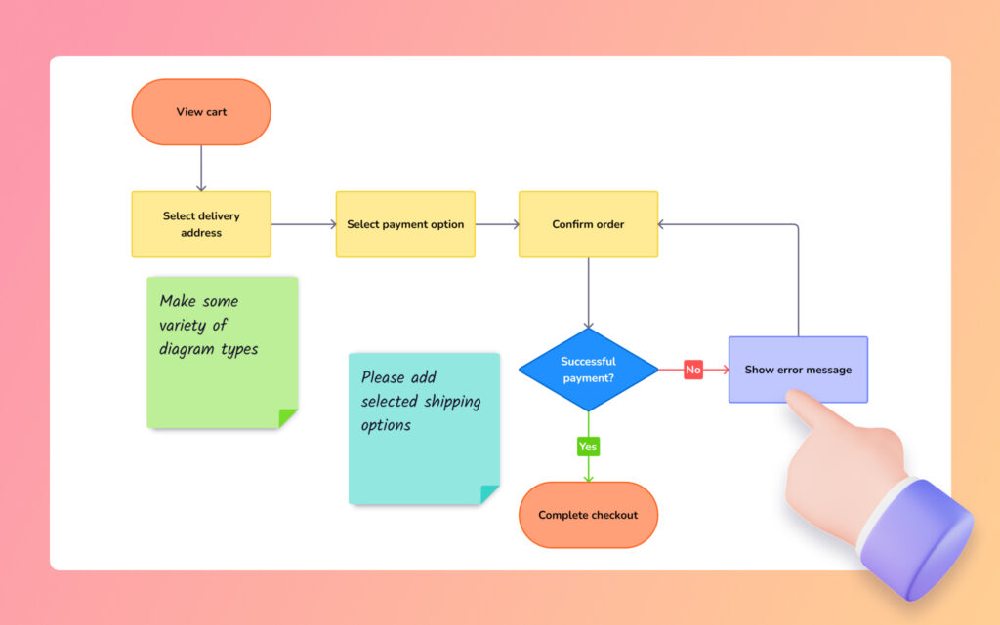 View cart
Select delivery
address
Select payment option
Confirm order
Make some
variety of
diagram types
Please add
selected shipping
options
Successful
payment?
No
Show error message
Yes
Complete checkout